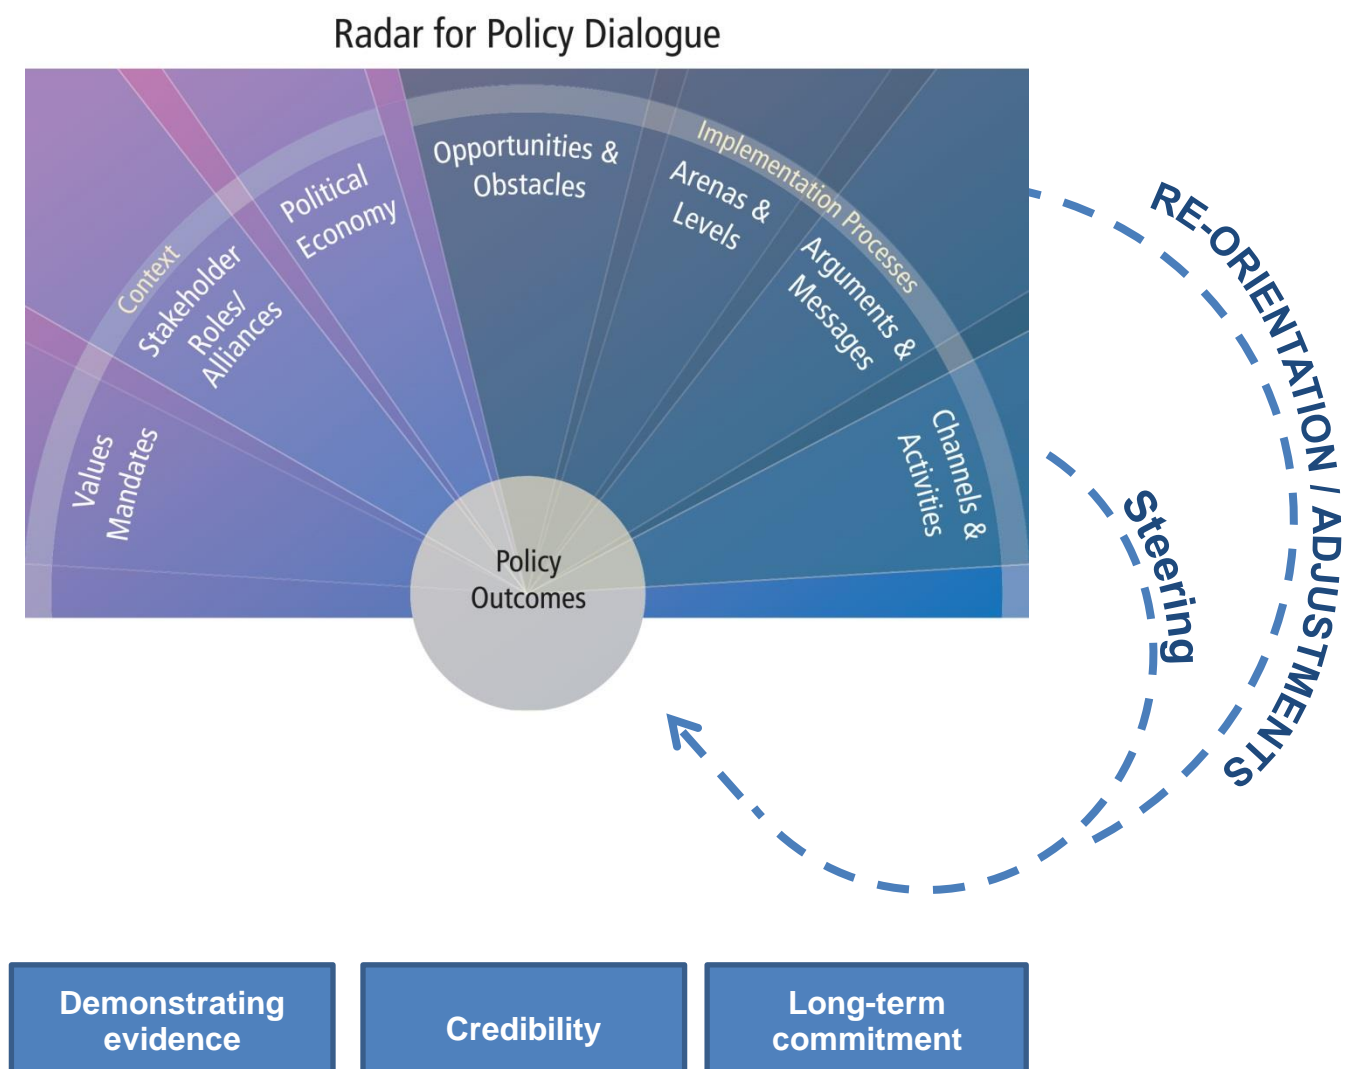 Radar for Policy Dialogue
Context
Implementation Processes
Values
Mandates
Stakeholder
Roles/
Alliances
Political
Economy
Opportunities &
Obstacles
Arenas &
Levels
Arguments &
Messages
Channels &
Activities
Policy
Outcomes
Steering
RE-ORIENTATION / ADJUSTMENTS
Demonstrating
evidence
Credibility
Long-term
commitment